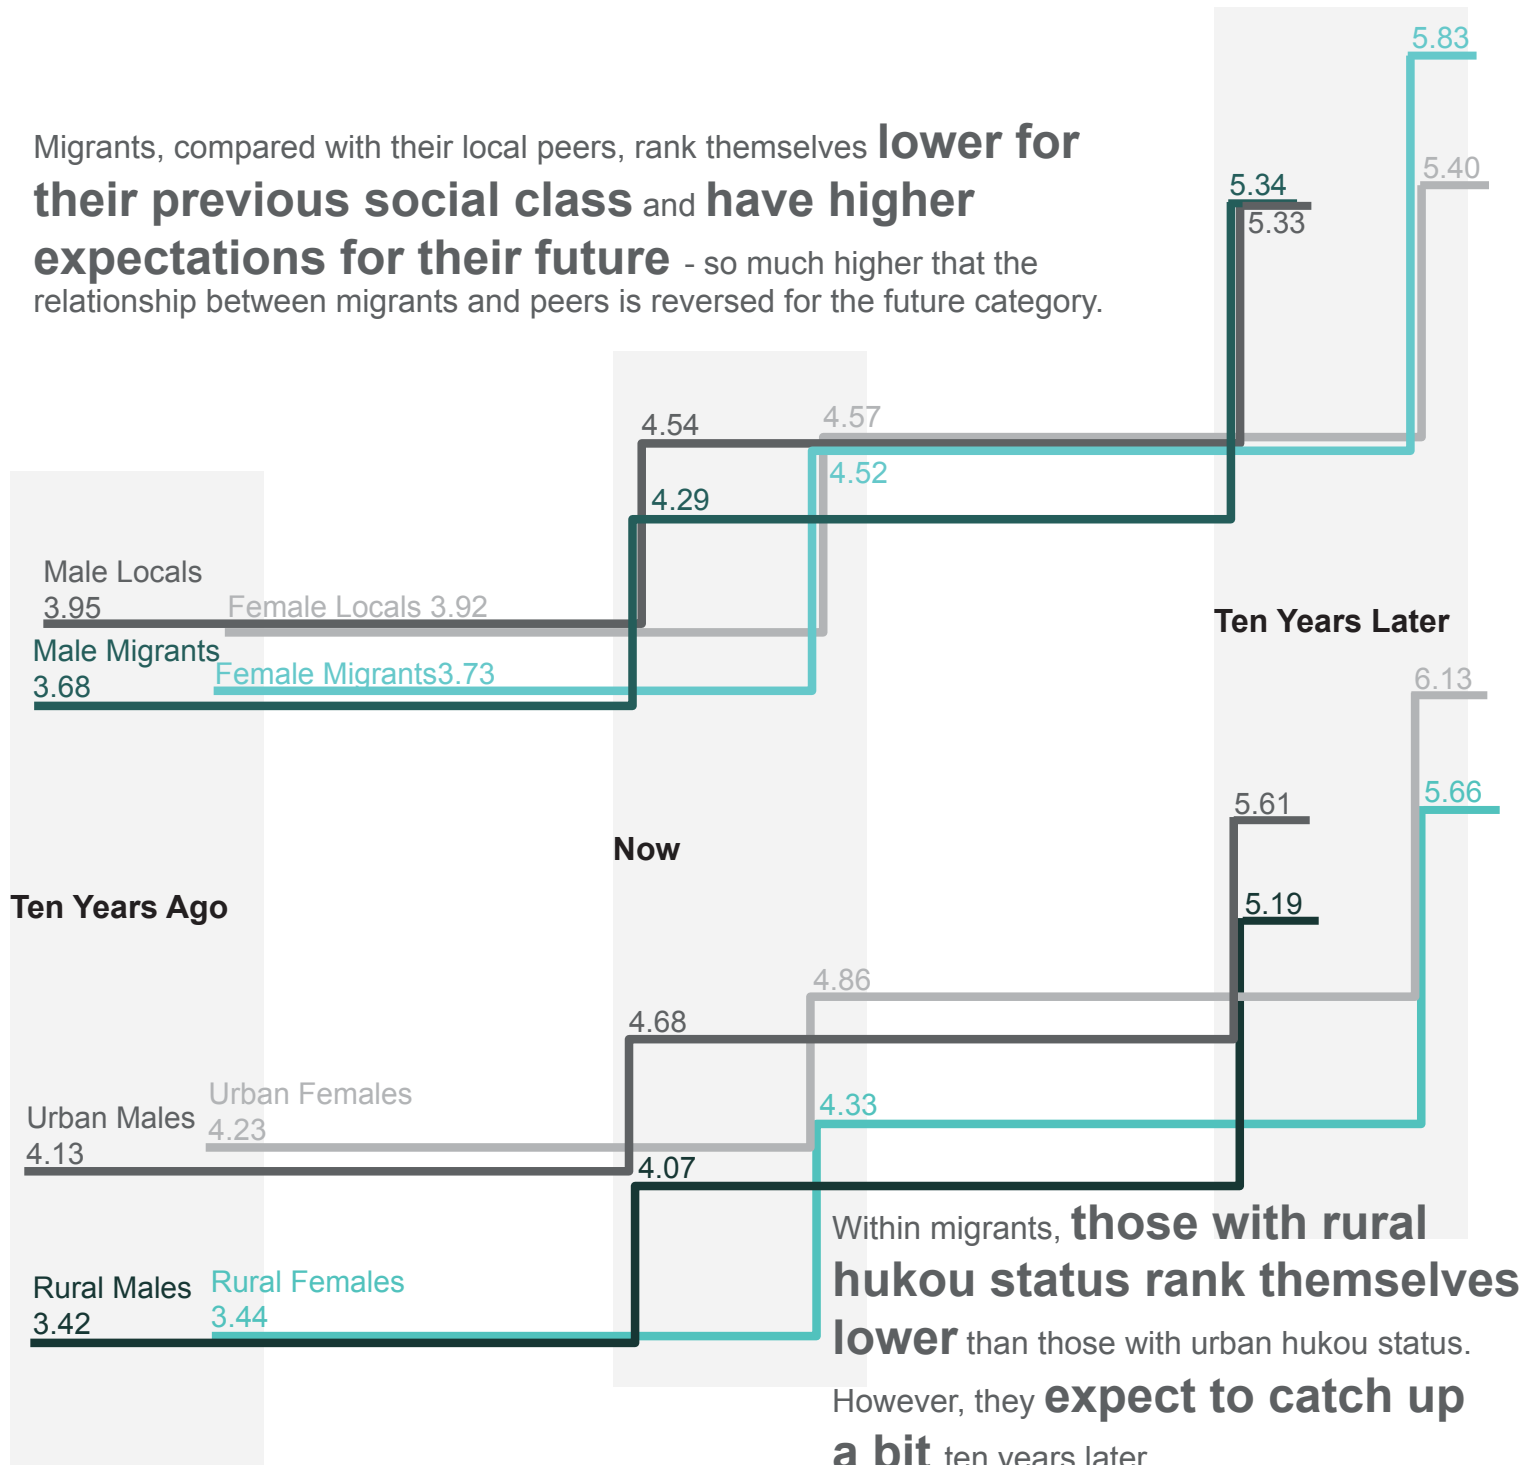 5.83
Migrants, compared with their local peers, rank themselves lower for
their previous social class and have higher
expectations for their future - so much higher that the
relationship between migrants and peers is reversed for the future category.
5.40
5.34
5.33
4.54
4.57
4.52
4.29
Male Locals
3.95
Female Locals 3.92
Male Migrants
3.68
Female Migrants3.73
Ten Years Later
6.13
5.66
5.61
Now
5.19
Ten Years Ago
4.86
4.68
Urban Females
4.23
Urban Males
4.13
4.33
4.07
Rural Males
3.42
Rural Females
3.44
Within migrants, those with rural
hukou status rank themselves
lower than those with urban hukou status.
However, they expect to catch up
a bit ten years later